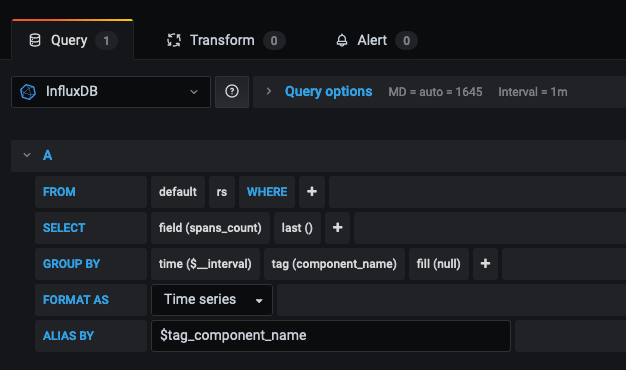 Query 1 Transform 0 Alert 0
InfluxDB Query options MD = auto = 1645 Interval = 1m
A
FROM default rs WHERE +
SELECT field (spans_count) last () +
GROUP BY time ($__interval) tag (component_name) fill (null) +
FORMAT AS Time series
ALIAS BY $tag_component_name